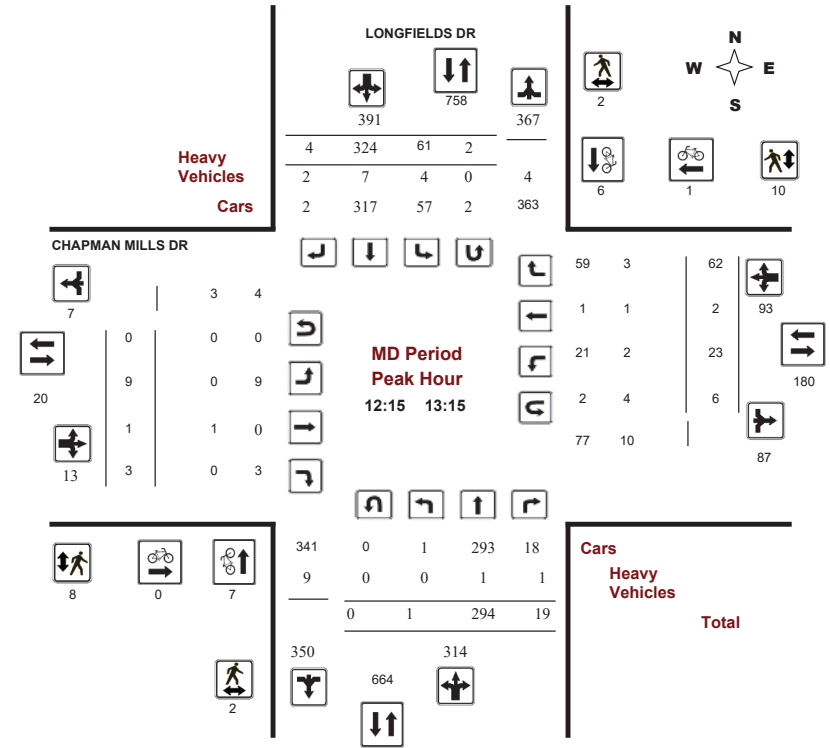 LONGFIELDS DR
N
W E
S
758
2
391 367
4 324 61 2
Heavy
Vehicles
2 7 4 0 4
Cars
2 317 57 2 363
6 1 10
CHAPMAN MILLS DR
7
3 4
59 3 62
93
0 0 0
1 1 2
20
MD Period
Peak Hour
12:15 13:15
21 2 23
180
9 0 9
2 4 6
1 1 0
77 10
87
13
3 0 3
341 0 1 293 18
Cars
9 0 0 1 1
Heavy
Vehicles
8 0 7
0 1 294 19
Total
350 314
664
2